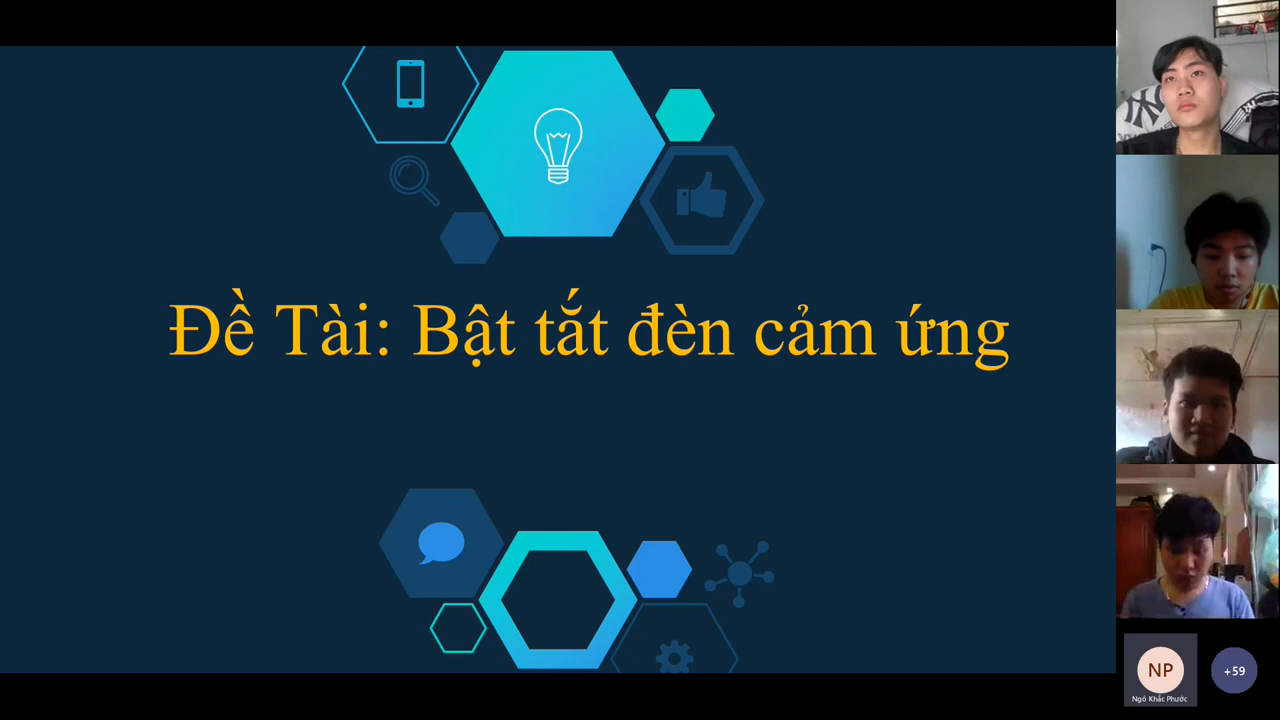 Đề Tài: Bật tắt đèn cảm ứng
NP
+59
Ngô Khắc Phước